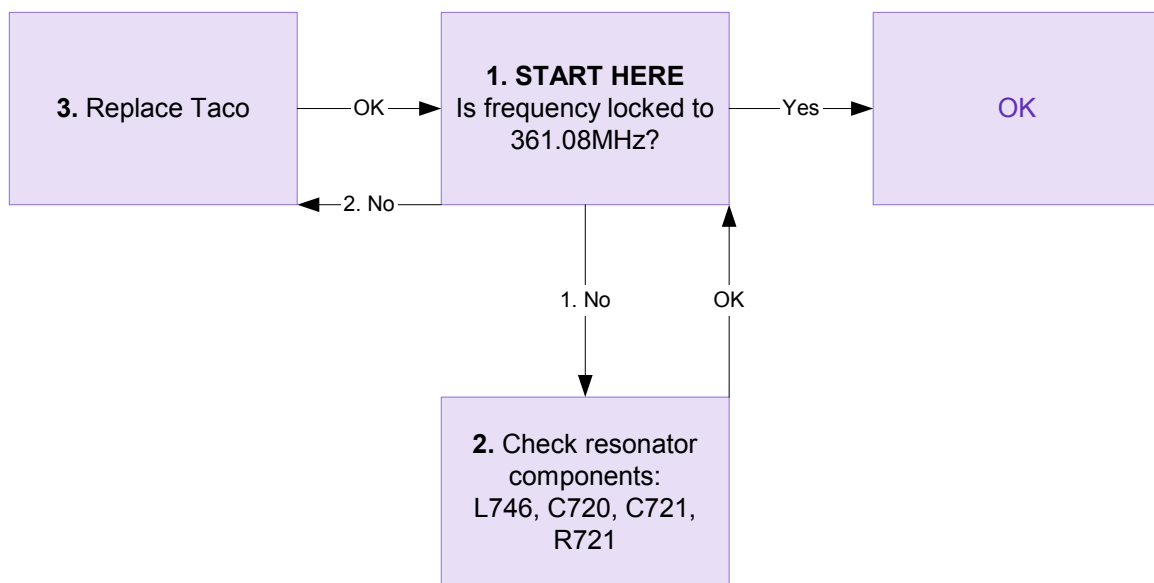 3. Replace Taco
OK
1. START HERE
Is frequency locked to
361.08MHz?
Yes
OK
2. No
1. No
OK
2. Check resonator
components:
L746, C720, C721,
R721